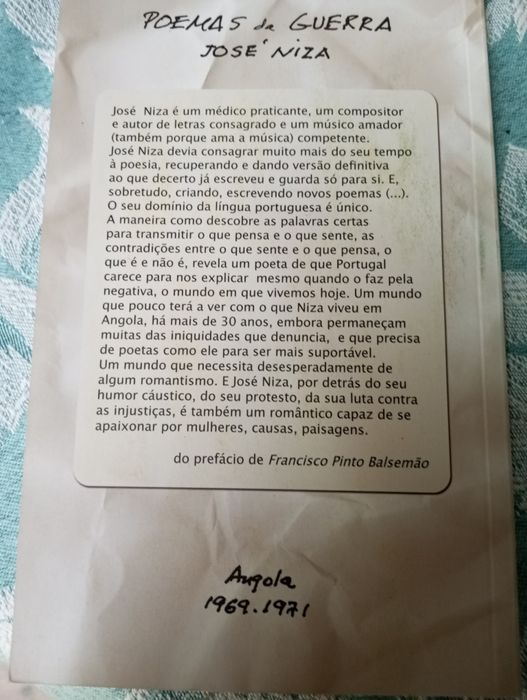 POEMAS da GUERRA
JOSÉ NIZA
José Niza é um médico praticante, um compositor
e autor de letras consagrado e um músico amador
(também porque ama a música) competente.
José Niza devia consagrar muito mais do seu tempo
à poesia, recuperando e dando versão definitiva
ao que decerto já escreveu e guarda só para si. E,
sobretudo, criando, escrevendo novos poemas (...).
O seu domínio da língua portuguesa é único.
A maneira como descobre as palavras certas
para transmitir o que pensa e o que sente, as
contradições entre o que sente e o que pensa, o
que é e não é, revela um poeta de que Portugal
carece para nos explicar mesmo quando o faz pela
negativa, o mundo em que vivemos hoje. Um mundo
que pouco terá a ver com o que Niza viveu em
Angola, há mais de 30 anos, embora permaneçam
muitas das iniquidades que denuncia, e que precisa
de poetas como ele para ser mais suportável.
Um mundo que necessita desesperadamente de
algum romantismo. E José Niza, por detrás do seu
humor cáustico, do seu protesto, da sua luta contra
as injustiças, é também um romântico capaz de se
apaixonar por mulheres, causas, paisagens.
do prefácio de Francisco Pinto Balsemão
Angola
1969.1971